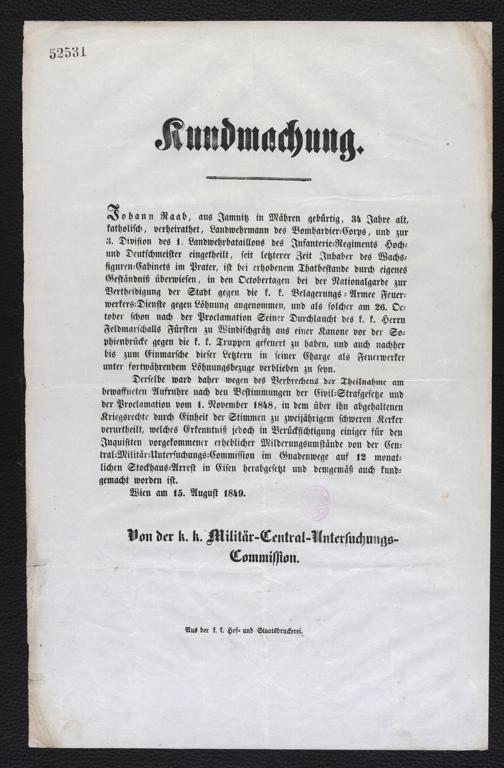 52531
Kundmachung.
Johann Raab, aus Jamnitz in Mähren gebürtig, 34 Jahre alt,
katholisch, verheirathet, Landwehrmann des Bombardier-Corps, und zur
3. Division des 1. Landwehrbataillons des Infanterie-Regiments Hoch-
und Deutschmeister eingetheilt, seit letzterer Zeit Inhaber des Wachs-
figuren-Cabinets im Prater, ist bei erhobenem Thatbestande durch eigenes
Geständniß überwiesen, in den Octobertagen bei der Nationalgarde zur
Vertheidigung der Stadt gegen die k. k. Belagerungs-Armee Feuer-
werkers-Dienste gegen Löhnung angenommen, und als solcher am 26. Oc-
tober schon nach der Proclamation Seiner Durchlaucht des k. k. Herrn
Feldmarschalls Fürsten zu Windischgrätz aus einer Kanone vor der So-
phienbrücke gegen die k. k. Truppen gefeuert zu haben, und auch nachher
bis zum Einmarsche dieser Letztern in seiner Charge als Feuerwerker
unter fortwährendem Löhnungsbezuge verblieben zu seyn.
Derselbe ward daher wegen des Verbrechens der Theilnahme am
bewaffneten Aufruhre nach den Bestimmungen der Civil-Strafgesetze und
der Proclamation vom 1. November 1848, in dem über ihn abgehaltenen
Kriegsrechte durch Einheit der Stimmen zu zweijährigem schweren Kerker
verurtheilt, welches Erkenntniß jedoch in Berücksichtigung einiger für den
Inquisiten vorgekommener erheblicher Milderungsumstände von der Cen-
tral-Militär-Untersuchungs-Commission im Gnadenwege auf 12 monat-
lichen Stockhaus-Arrest in Eisen herabgesetzt und demgemäß auch kund-
gemacht worden ist.
Wien am 15. August 1849.
Von der k. k. Militär-Central-Untersuchungs-
Commission.
Aus der k. k. Hof- und Staatsdruckerei.